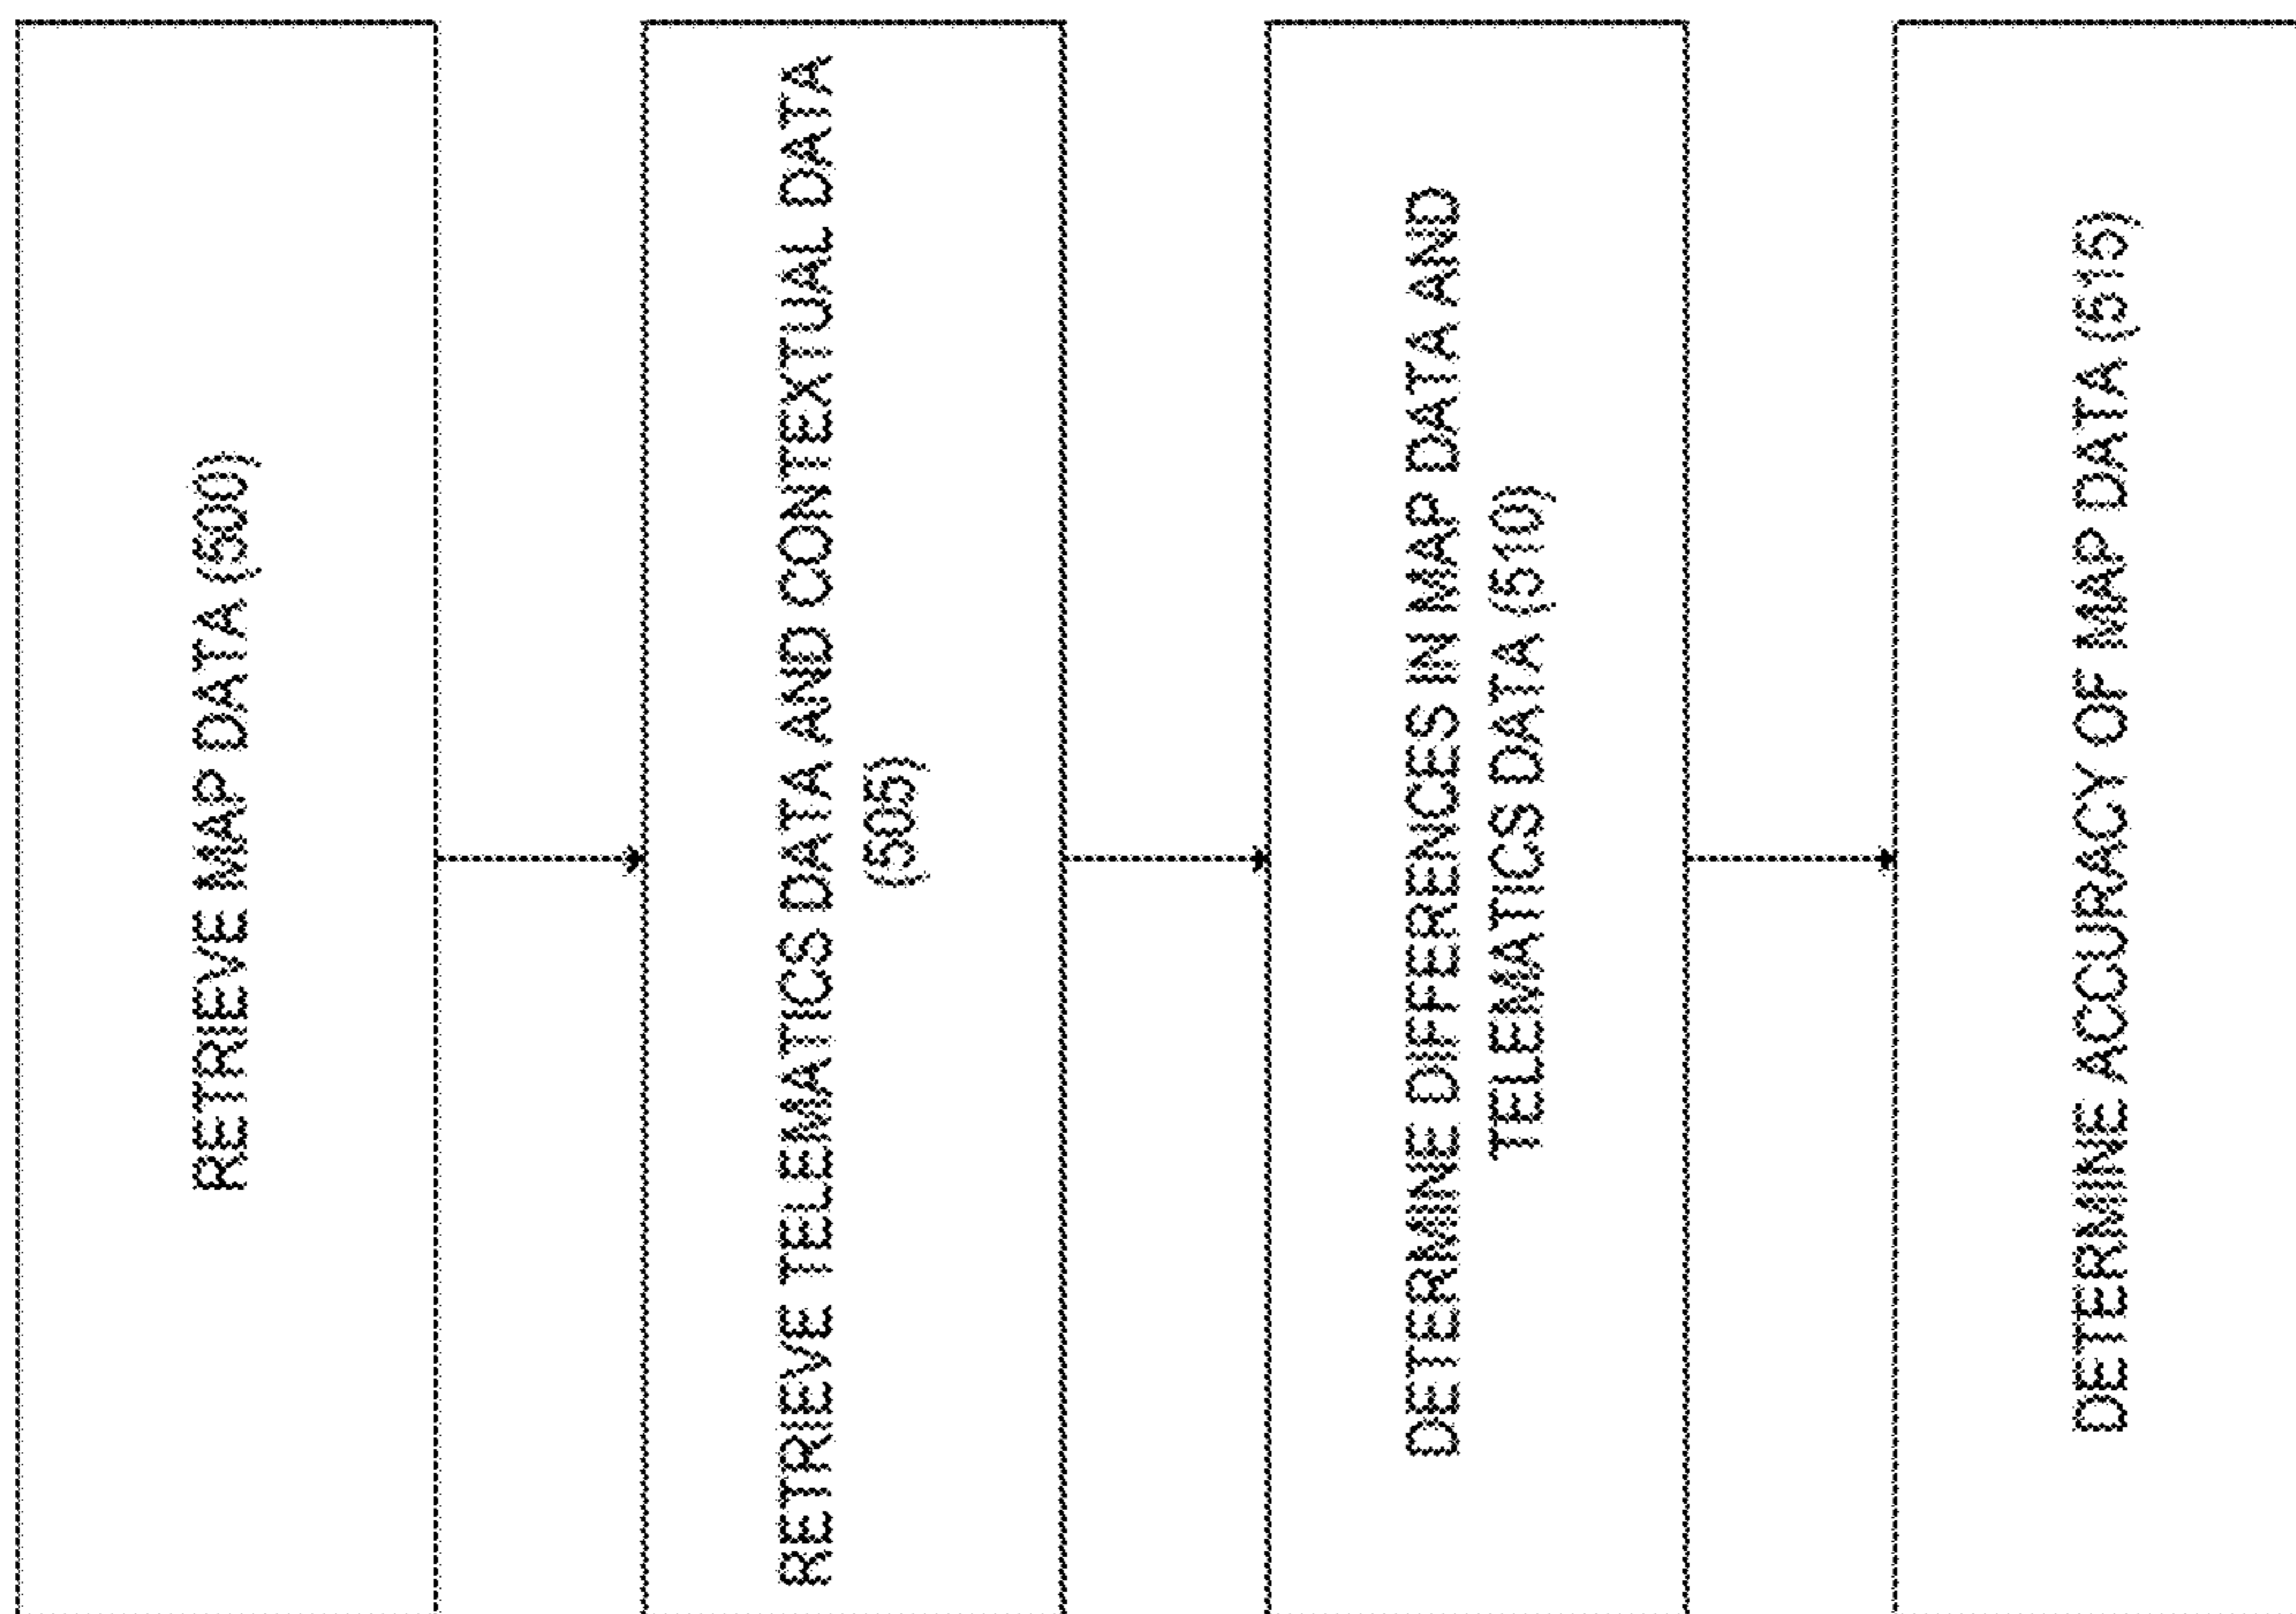 RETRIEVE MAP DATA (500)
RETRIEVE TELEMATICS DATA AND CONTEXTUAL DATA
(505)
DETERMINE DIFFERENCES IN MAP DATA AND
TELEMATICS DATA (510)
DETERMINE ACCURACY OF MAP DATA (515)